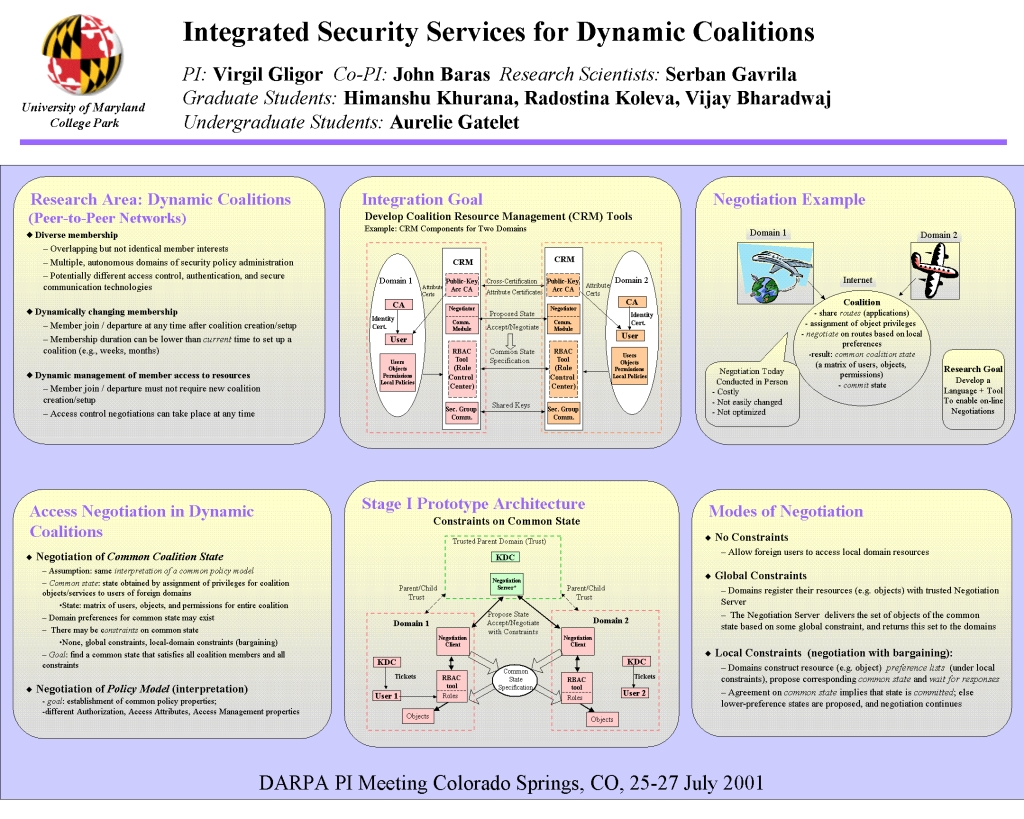 Integrated Security Services for Dynamic Coalitions
PI: Virgil Gligor Co-PI: John Baras Research Scientists: Serban Gavrila
Graduate Students: Himanshu Khurana, Radostina Koleva, Vijay Bharadwaj
Undergraduate Students: Aurelie Gatelet
University of Maryland
College Park
Research Area: Dynamic Coalitions
(Peer-to-Peer Networks)
◆ Diverse membership
– Overlapping but not identical member interests
– Multiple, autonomous domains of security policy administration
– Potentially different access control, authentication, and secure
communication technologies
◆ Dynamically changing membership
– Member join / departure at any time after coalition creation/setup
– Membership duration can be lower than current time to set up a
coalition (e.g., weeks, months)
◆ Dynamic management of member access to resources
– Member join / departure must not require new coalition
creation/setup
– Access control negotiations can take place at any time
Integration Goal
Develop Coalition Resource Management (CRM) Tools
Example: CRM Components for Two Domains
Domain 1
CA
Identity
Cert.
User
Users
Objects
Permissions
Local Policies
Attribute
Certs
CRM
Public-Key,
Acc CA
Negotiator
Comm.
Module
RBAC
Tool
(Role
Control
Center)
Sec. Group
Comm.
Cross-Certification
Attribute Certificates
Proposed State
Accept/Negotiate
Common State
Specification
Shared Keys
CRM
Public-Key,
Acc CA
Negotiator
Comm.
Module
RBAC
Tool
(Role
Control
Center)
Sec. Group
Comm.
Attribute
Certs
Domain 2
CA
Identity
Cert.
User
Users
Objects
Permissions
Local Policies
Negotiation Example
Domain 1
Domain 2
Internet
Coalition
- share routes (applications)
- assignment of object privileges
- negotiate on routes based on local
preferences
-result: common coalition state
(a matrix of users, objects,
permissions)
- commit state
Negotiation Today
Conducted in Person
- Costly
- Not easily changed
- Not optimized
Research Goal
Develop a
Language + Tool
To enable on-line
Negotiations
Access Negotiation in Dynamic
Coalitions
◆ Negotiation of Common Coalition State
– Assumption: same interpretation of a common policy model
– Common state: state obtained by assignment of privileges for coalition
objects/services to users of foreign domains
•State: matrix of users, objects, and permissions for entire coalition
– Domain preferences for common state may exist
– There may be constraints on common state
•None, global constraints, local-domain constraints (bargaining)
– Goal: find a common state that satisfies all coalition members and all
constraints
◆ Negotiation of Policy Model (interpretation)
- goal: establishment of common policy properties;
-different Authorization, Access Attributes, Access Management properties
Stage I Prototype Architecture
Constraints on Common State
Trusted Parent Domain (Trust)
KDC
Negotiation
Server*
Parent/Child
Trust
Parent/Child
Trust
Propose State
Accept/Negotiate
with Constraints
Domain 1
Negotiation
Client
KDC
Tickets
User 1
RBAC
tool
Roles
Objects
Common
State
Specification
Domain 2
Negotiation
Client
KDC
Tickets
User 2
RBAC
tool
Roles
Objects
Modes of Negotiation
◆ No Constraints
– Allow foreign users to access local domain resources
◆ Global Constraints
– Domains register their resources (e.g. objects) with trusted Negotiation
Server
– The Negotiation Server delivers the set of objects of the common
state based on some global constraint, and returns this set to the domains
◆ Local Constraints (negotiation with bargaining):
– Domains construct resource (e.g. object) preference lists (under local
constraints), propose corresponding common state and wait for responses
– Agreement on common state implies that state is committed; else
lower-preference states are proposed, and negotiation continues
DARPA PI Meeting Colorado Springs, CO, 25-27 July 2001